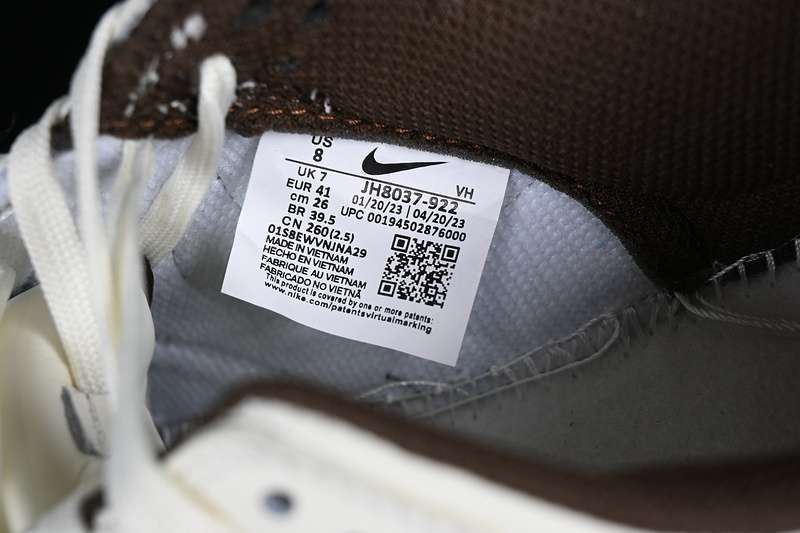 US
8
UK 7
EUR 41
cm 26
BR 39.5
CN 260(2.5)
JH8037-922 VH
01/20/23 | 04/20/23
UPC 00194502876000
01S8EWVNJNA29
MADE IN VIETNAM
HECHO EN VIETNAM
FABRIQUE AU VIETNAM
FABRICADO NO VIETNÃ
This product is covered by one or more patents:
www.nike.com/patentsvirtualmarking